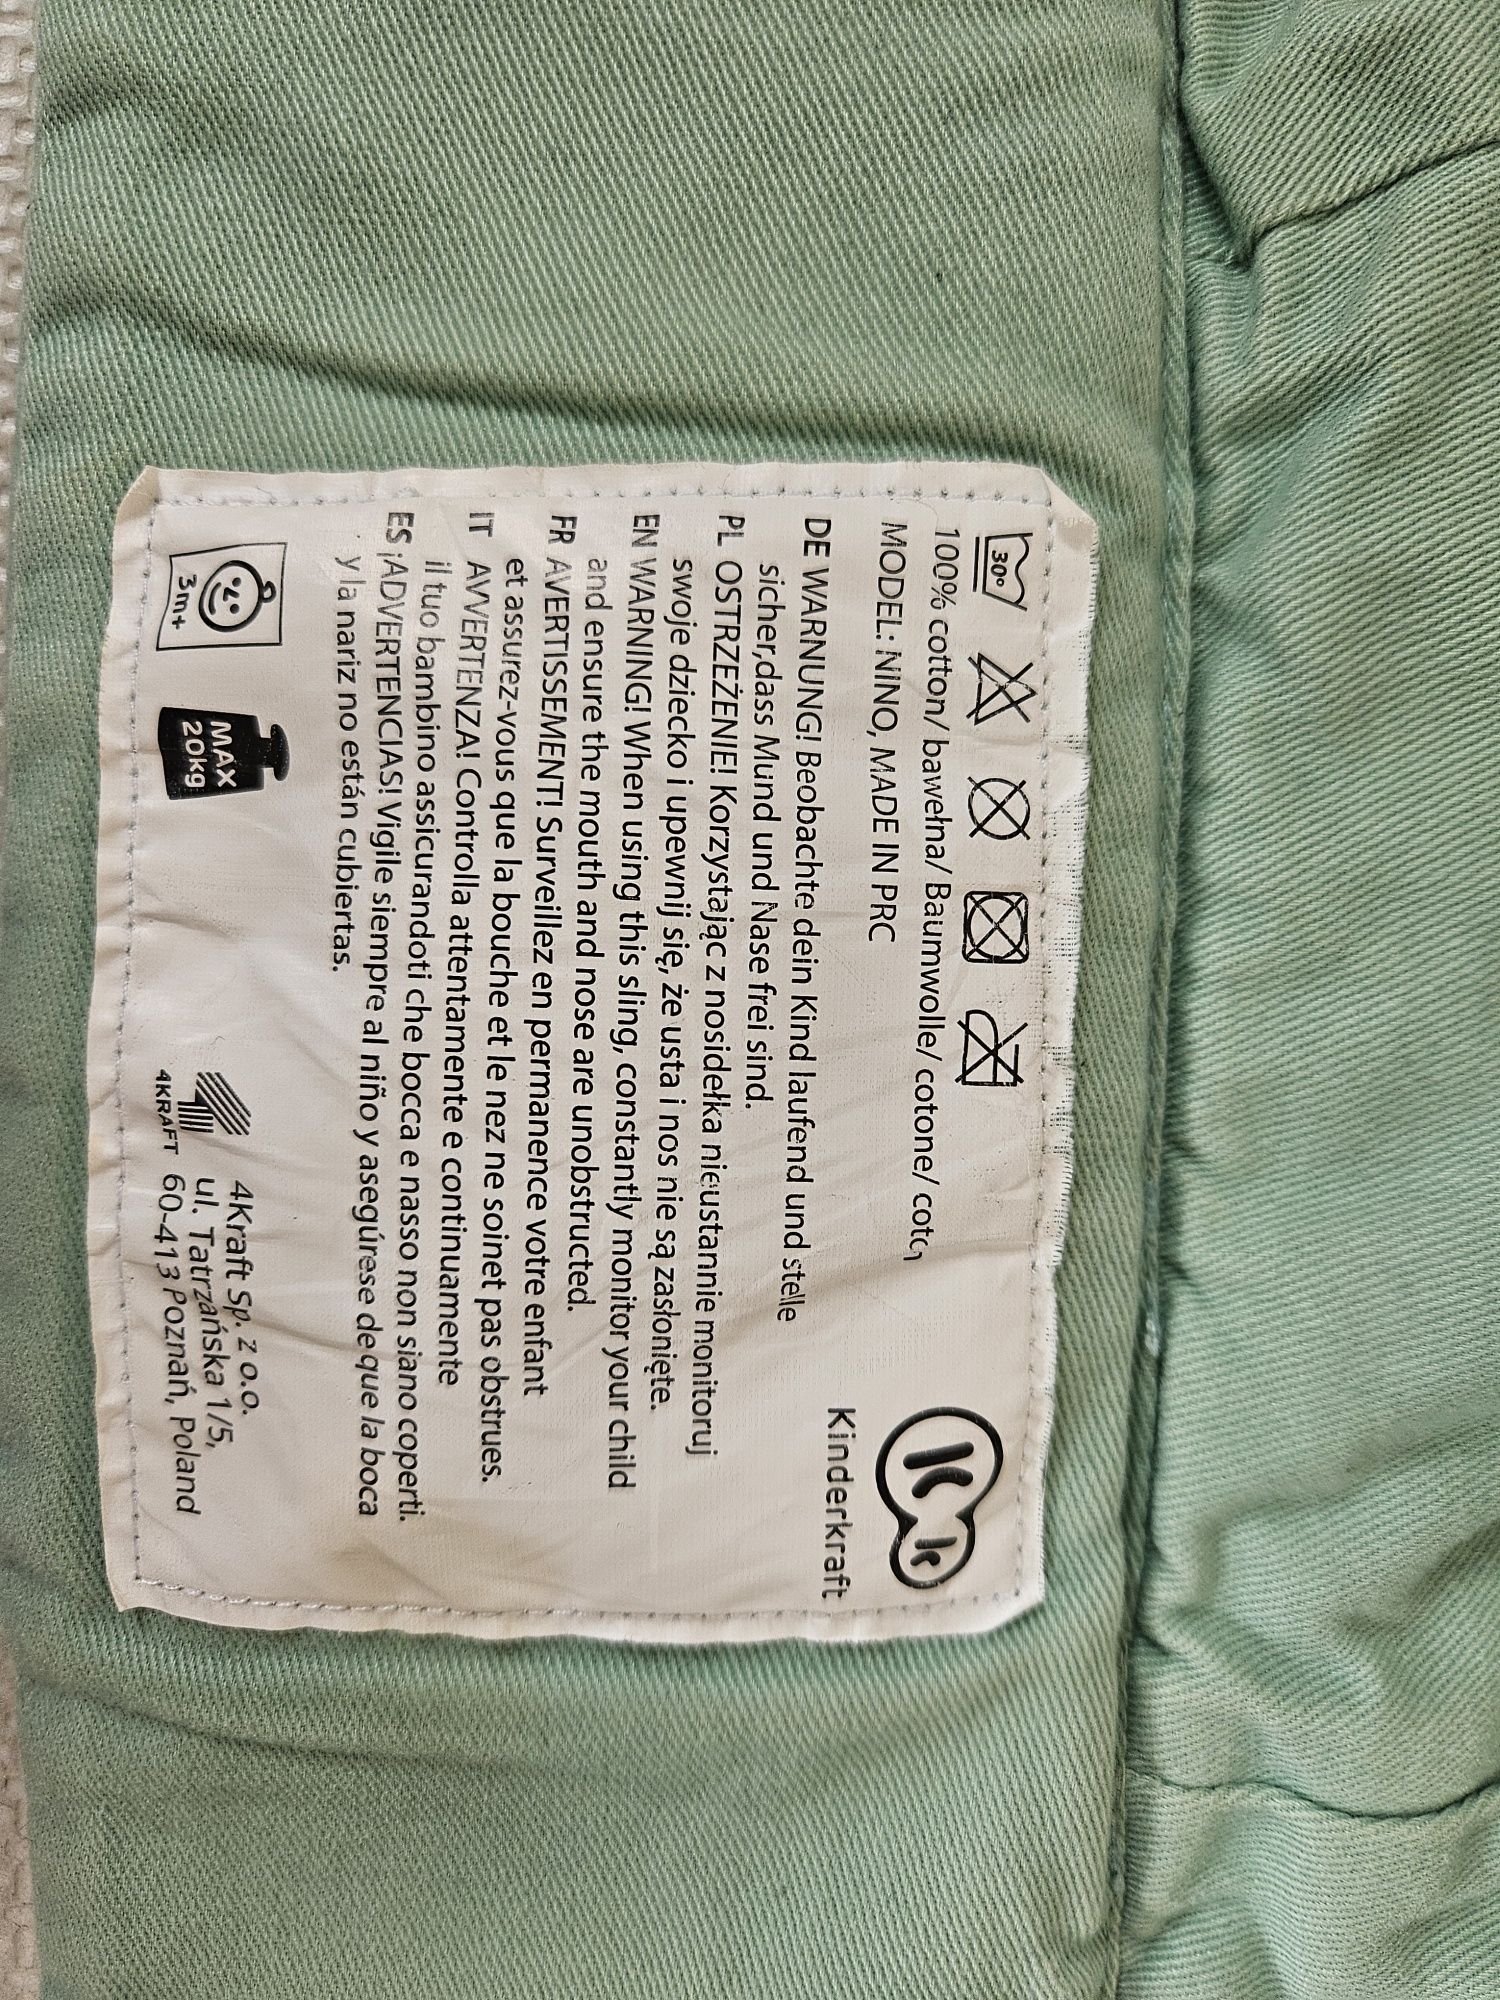 30°
100% cotton/ bawełna/ Baumwolle/ cotone/
MODEL: NINO, MADE IN PRC
Kinderkraft
DE WARNUNG! Beobachte dein Kind laufend und stelle
sicher,dass Mund und Nase frei sind.
PL OSTRZEŻENIE! Korzystając z nosidełka nieustannie monitoruj
swoje dziecko i upewnij się, że usta i nos nie są zasłonięte.
EN WARNING! When using this sling, constantly monitor your child
and ensure the mouth and nose are unobstructed.
FR AVERTISSEMENT! Surveillez en permanence votre enfant
et assurez-vous que la bouche et le nez ne soinet pas obstrues.
IT AVVERTENZA! Controlla attentamente e continuamente
il tuo bambino assicurandoti che bocca e nasso non siano coperti.
ES ¡ADVERTENCIAS! Vigile siempre al niño y asegúrese de que la boca
y la nariz no están cubiertas.
3m+
MAX
20kg
4KRAFT
4Kraft Sp. z o.o.
ul. Tatrzańska 1/5,
60-413 Poznań, Poland